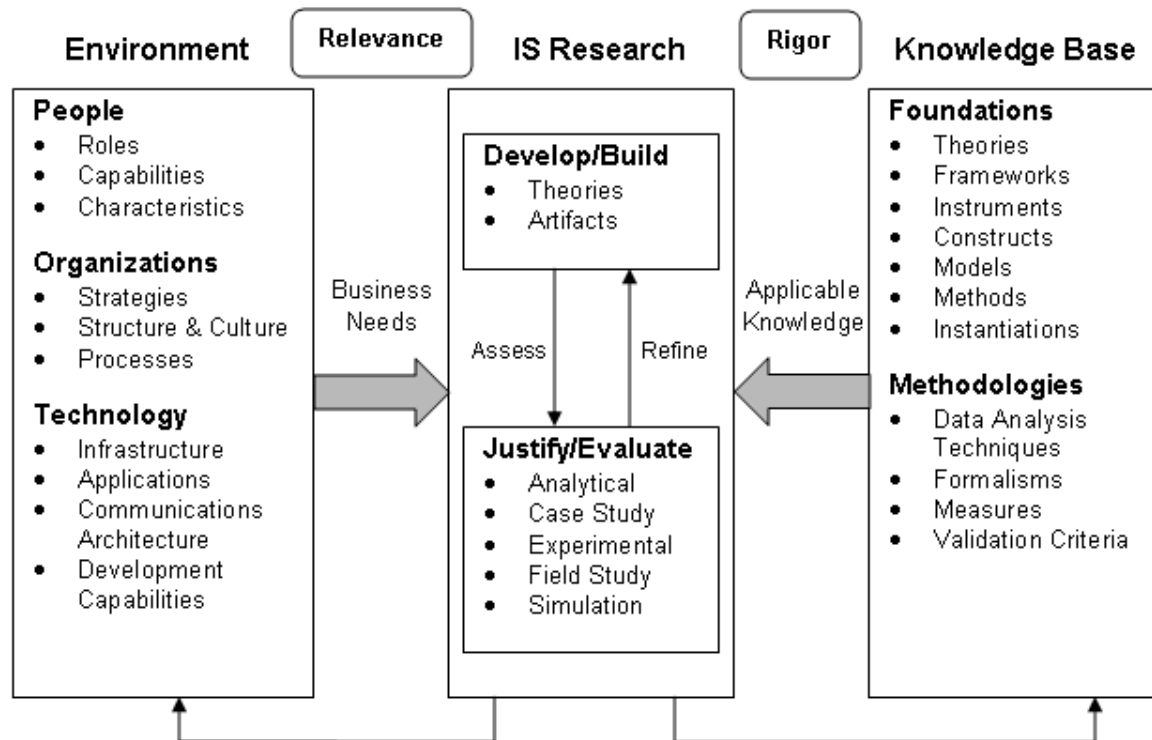 Environment
Relevance
IS Research
Rigor
Knowledge Base
People
• Roles
• Capabilities
• Characteristics
Organizations
• Strategies
• Structure & Culture
• Processes
Technology
• Infrastructure
• Applications
• Communications
Architecture
• Development
Capabilities
Business
Needs
Develop/Build
• Theories
• Artifacts
Assess
Refine
Justify/Evaluate
• Analytical
• Case Study
• Experimental
• Field Study
• Simulation
Applicable
Knowledge
Foundations
• Theories
• Frameworks
• Instruments
• Constructs
• Models
• Methods
• Instantiations
Methodologies
• Data Analysis
Techniques
• Formalisms
• Measures
• Validation Criteria